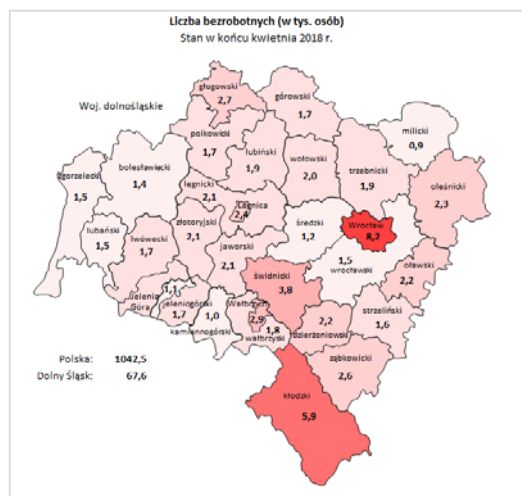 Liczba bezrobotnych (w tys. osób)
Stan w końcu kwietnia 2018 r.
Woj. dolnośląskie
głogowski
2,7
górowski
1,7
milicki
0,9
polkowicki
1,7
lubiński
1,9
wołowski
2,0
trzebnicki
1,9
oleśnicki
2,3
zgorzelecki
1,5
bolesławiecki
1,4
legnicki
2,1
Legnica
2,4
średzki
1,2
Wrocław
8,2
lubański
1,5
lwówecki
1,7
złotoryjski
2,1
jaworski
2,1
1,5
wrocławski
oławski
2,2
świdnicki
3,8
Jelenia
Góra
1,1
jeleniogórski
1,7
1,0
kamiennogórski
Wałbrzych
2,9
1,8
wałbrzyski
2,2
dzierżoniowski
strzeliński
1,6
ząbkowicki
2,6
kłodzki
5,9
Polska: 1042,5
Dolny Śląsk: 67,6